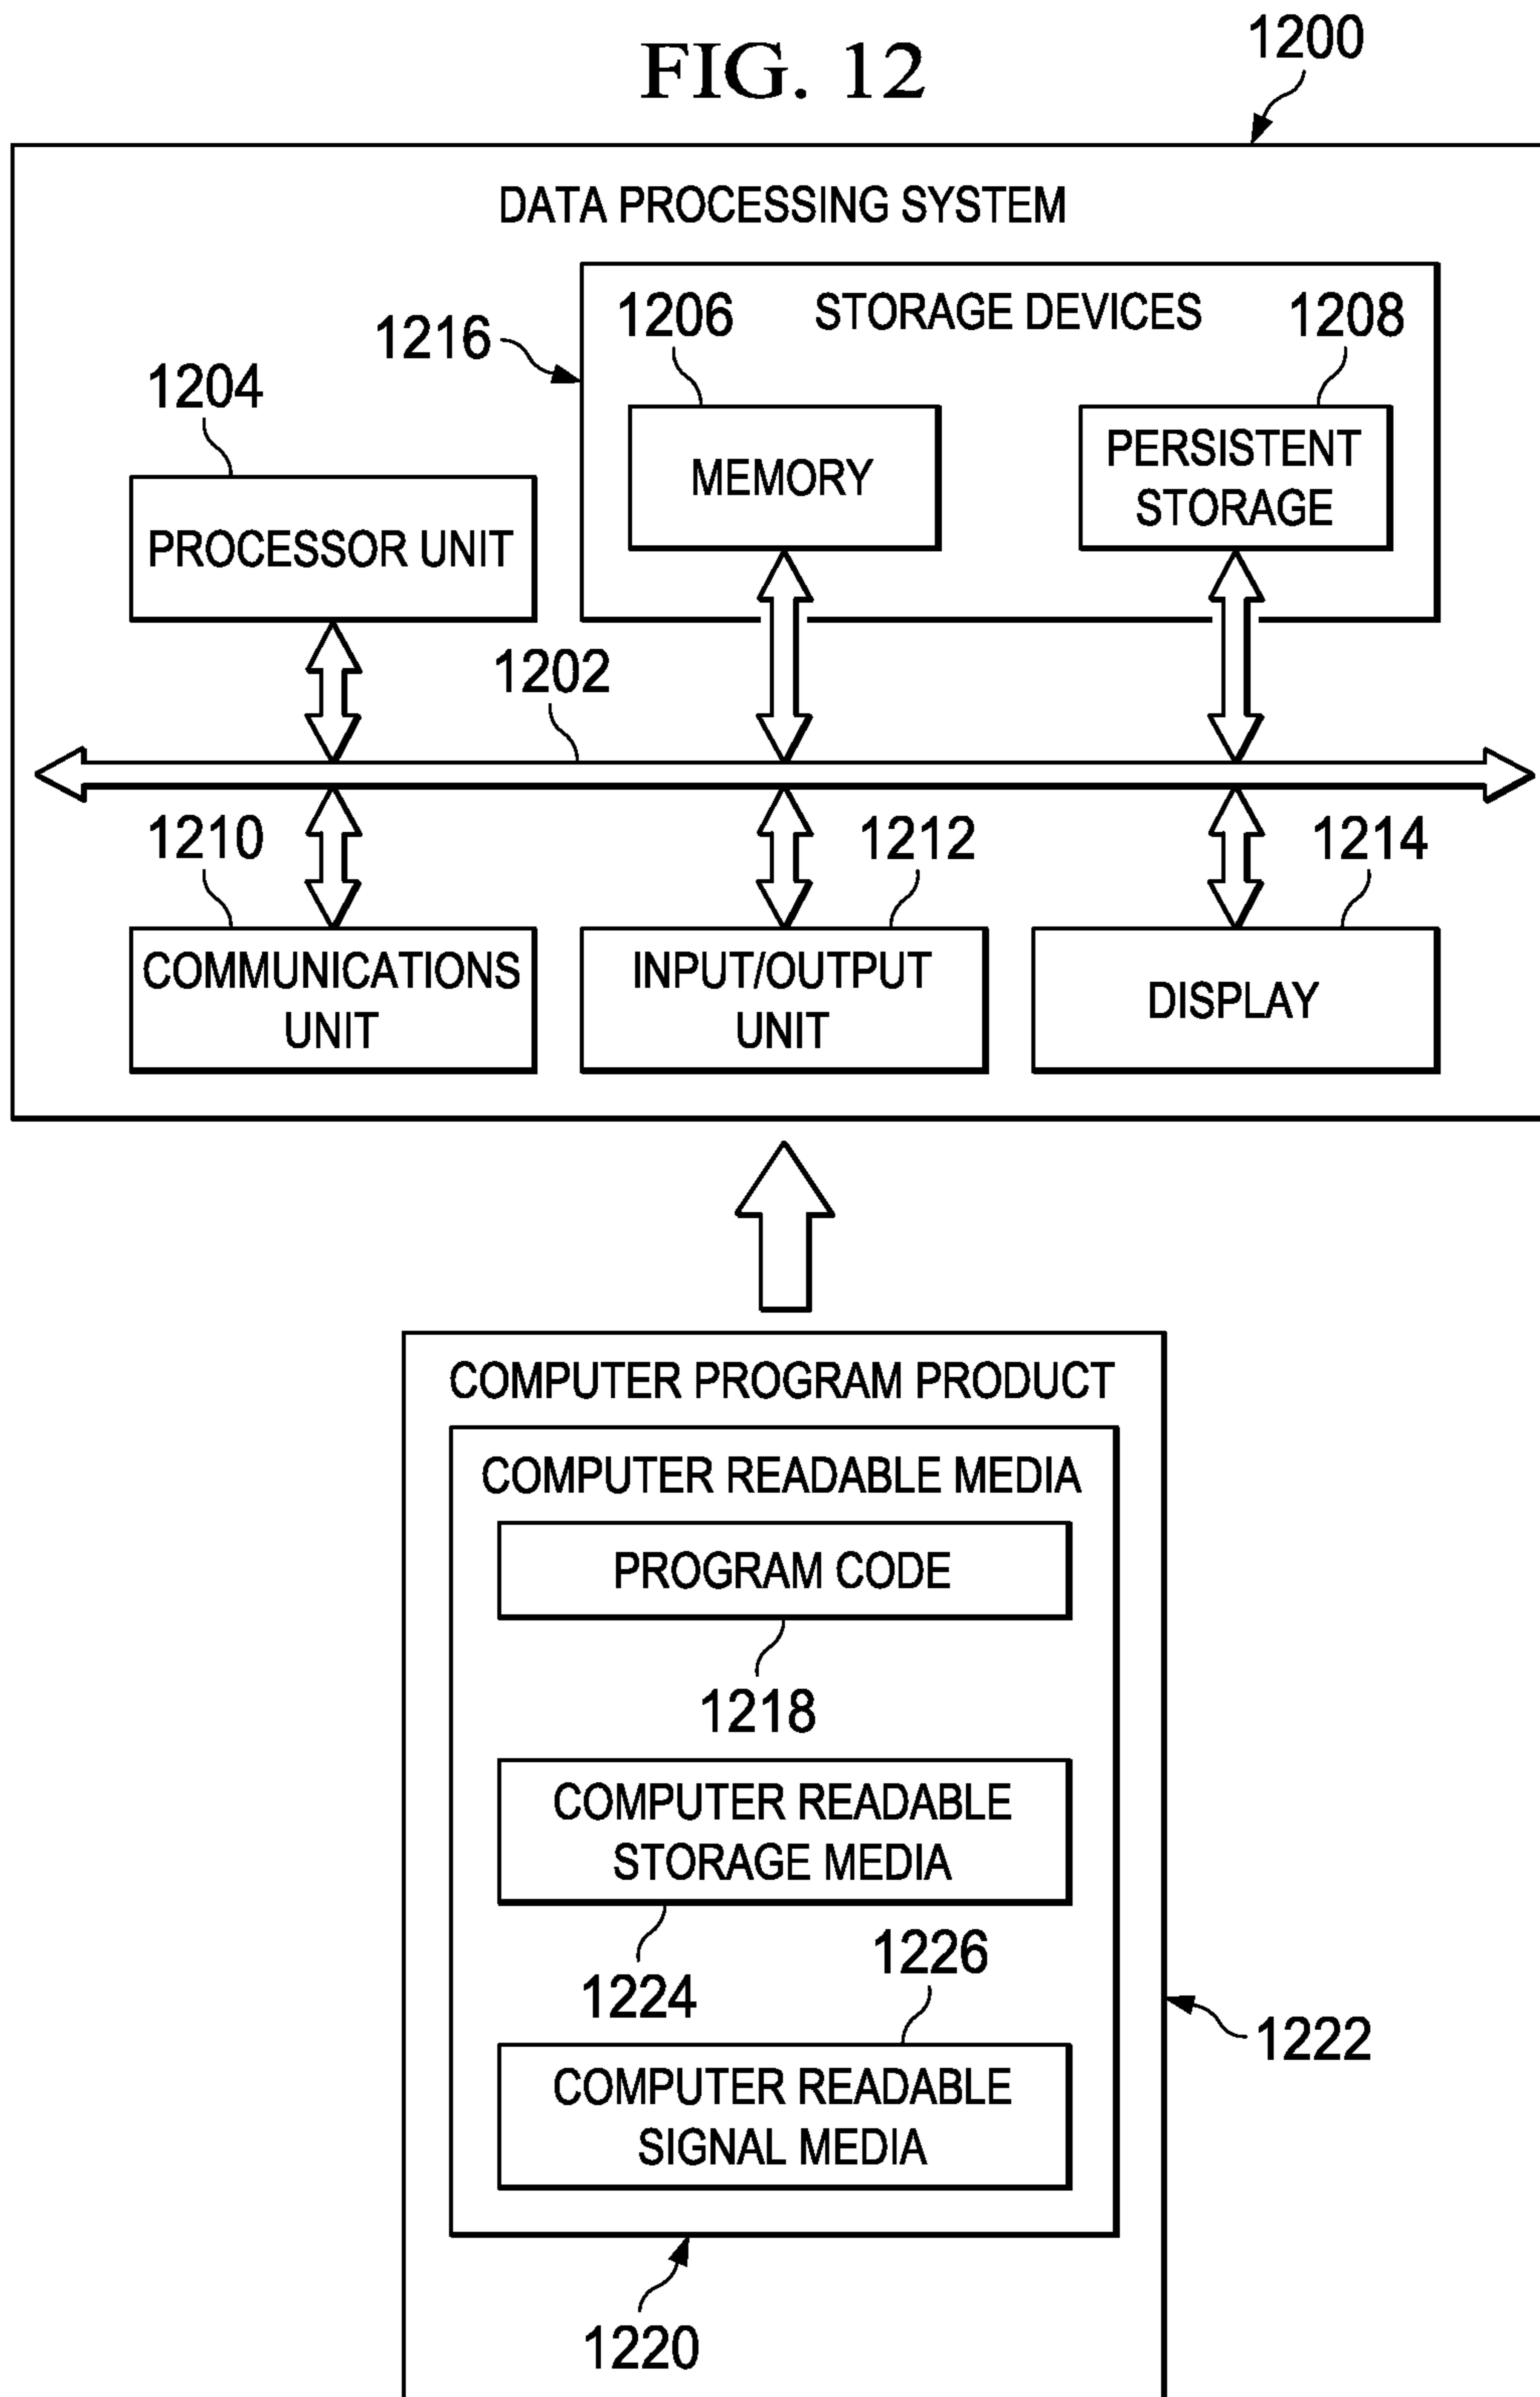 FIG. 12
1200
DATA PROCESSING SYSTEM
1216
1206
STORAGE DEVICES
1208
1204
MEMORY
PERSISTENT
STORAGE
PROCESSOR UNIT
1202
1210
1212
1214
COMMUNICATIONS
UNIT
INPUT/OUTPUT
UNIT
DISPLAY
COMPUTER PROGRAM PRODUCT
COMPUTER READABLE MEDIA
PROGRAM CODE
1218
COMPUTER READABLE
STORAGE MEDIA
1224
1226
COMPUTER READABLE
SIGNAL MEDIA
1222
1220